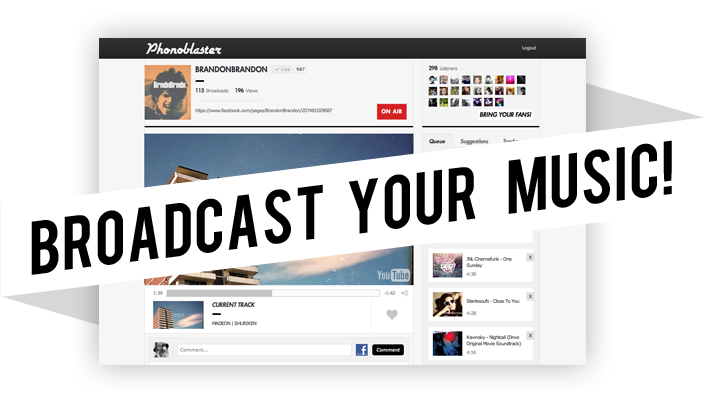 Phonoblaster
Logout
BRANDONBRANDON
Like
987
115 Broadcasts 196 Views
https://www.facebook.com/pages/BrandonBrandon/207481029687
ON AIR
298 Listeners
BRING YOUR FANS!
Queue Suggestions Tracks
BROADCAST YOUR MUSIC!
YouTube
1:39
-1:42
CURRENT TRACK
MADEON | SHURIKEN
Comment...
Comment
JNL Cinemafunk - One
Sunday
4:38
X
Starlessoufs - Close To You
4:28
X
Kavinsky - Nightcall (Drive
Original Movie Soundtrack)
4:16
X